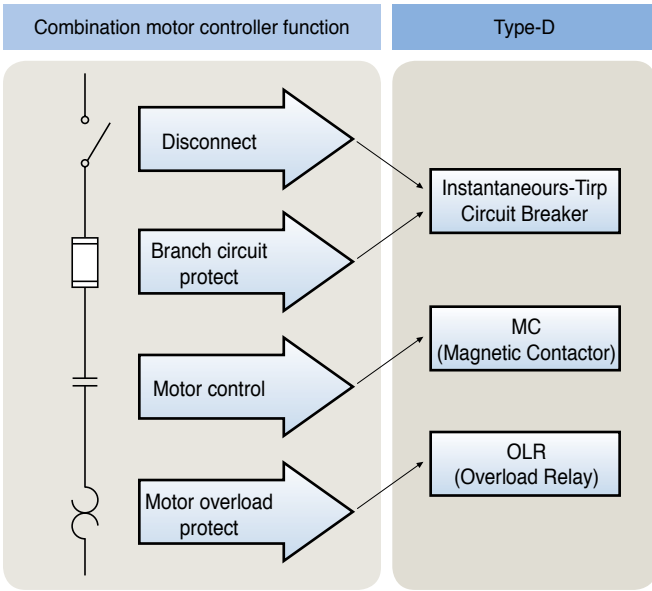 Combination motor controller function
Type-D
Disconnect
Branch circuit
protect
Motor control
Motor overload
protect
Instantaneours-Tirp
Circuit Breaker
MC
(Magnetic Contactor)
OLR
(Overload Relay)